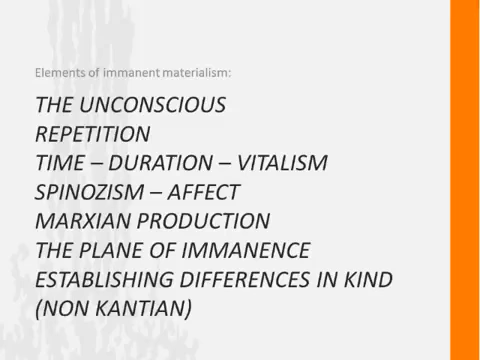 Elements of immanent materialism:
THE UNCONSCIOUS
REPETITION
TIME – DURATION – VITALISM
SPINOZISM – AFFECT
MARXIAN PRODUCTION
THE PLANE OF IMMANENCE
ESTABLISHING DIFFERENCES IN KIND
(NON KANTIAN)